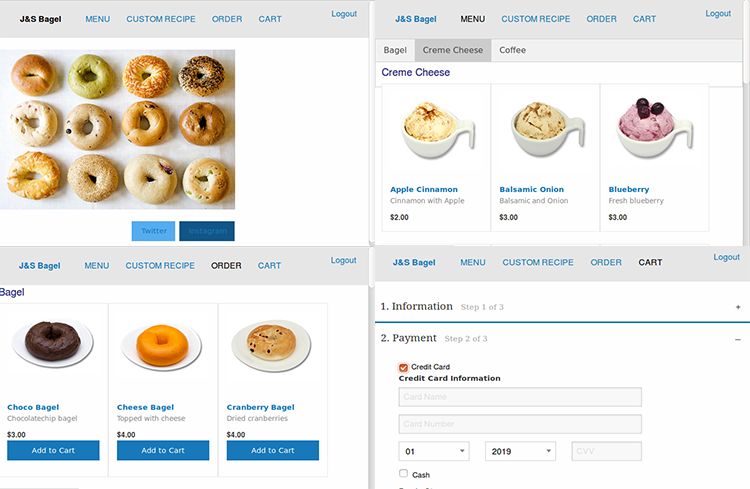 J&S Bagel MENU CUSTOM RECIPE ORDER CART Logout
Twitter Instagram
J&S Bagel MENU CUSTOM RECIPE ORDER CART Logout
Bagel Creme Cheese Coffee
Creme Cheese
Apple Cinnamon Balsamic Onion Blueberry
Cinnamon with Apple Balsamic and Onion Fresh blueberry
$2.00 $3.00 $3.00
J&S Bagel MENU CUSTOM RECIPE ORDER CART Logout
Bagel
Choco Bagel Cheese Bagel Cranberry Bagel
Chocolatechip bagel Topped with cheese Dried cranberries
$3.00 $4.00 $4.00
Add to Cart Add to Cart Add to Cart
J&S Bagel MENU CUSTOM RECIPE ORDER CART Logout
1. Information Step 1 of 3 +
2. Payment Step 2 of 3 –
Credit Card
Credit Card Information
Card Name
Card Number
01 2019 CVV
Cash